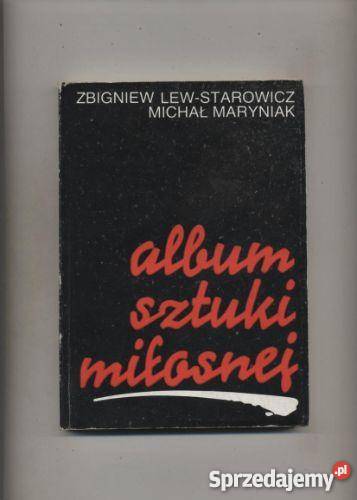 ZBIGNIEW LEW-STAROWICZ
MICHAŁ MARYNIAK
album
sztuki
miłosnej
Sprzedajemy
.pl